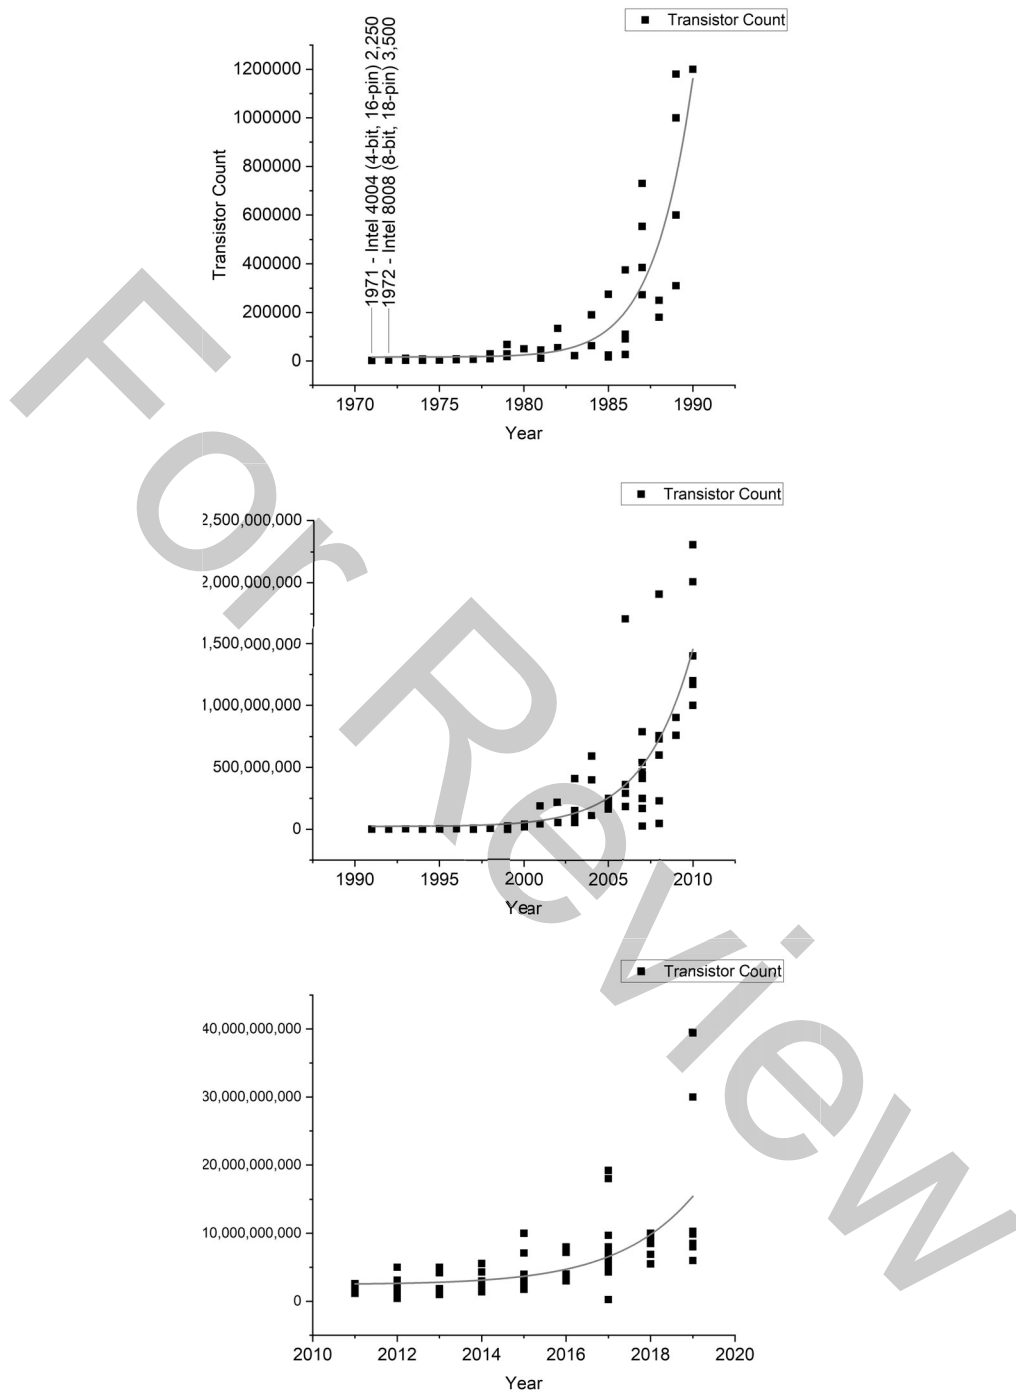 Transistor Count
1971 - Intel 4004 (4-bit, 16-pin) 2,250
1972 - Intel 8008 (8-bit, 18-pin) 3,500
1200000
1000000
800000
600000
400000
200000
0
Transistor Count
1970 1975 1980 1985 1990
Year
Transistor Count
2,500,000,000
2,000,000,000
1,500,000,000
1,000,000,000
500,000,000
0
1990 1995 2000 2005 2010
Year
Transistor Count
40,000,000,000
30,000,000,000
20,000,000,000
10,000,000,000
0
2010 2012 2014 2016 2018 2020
Year
For Review